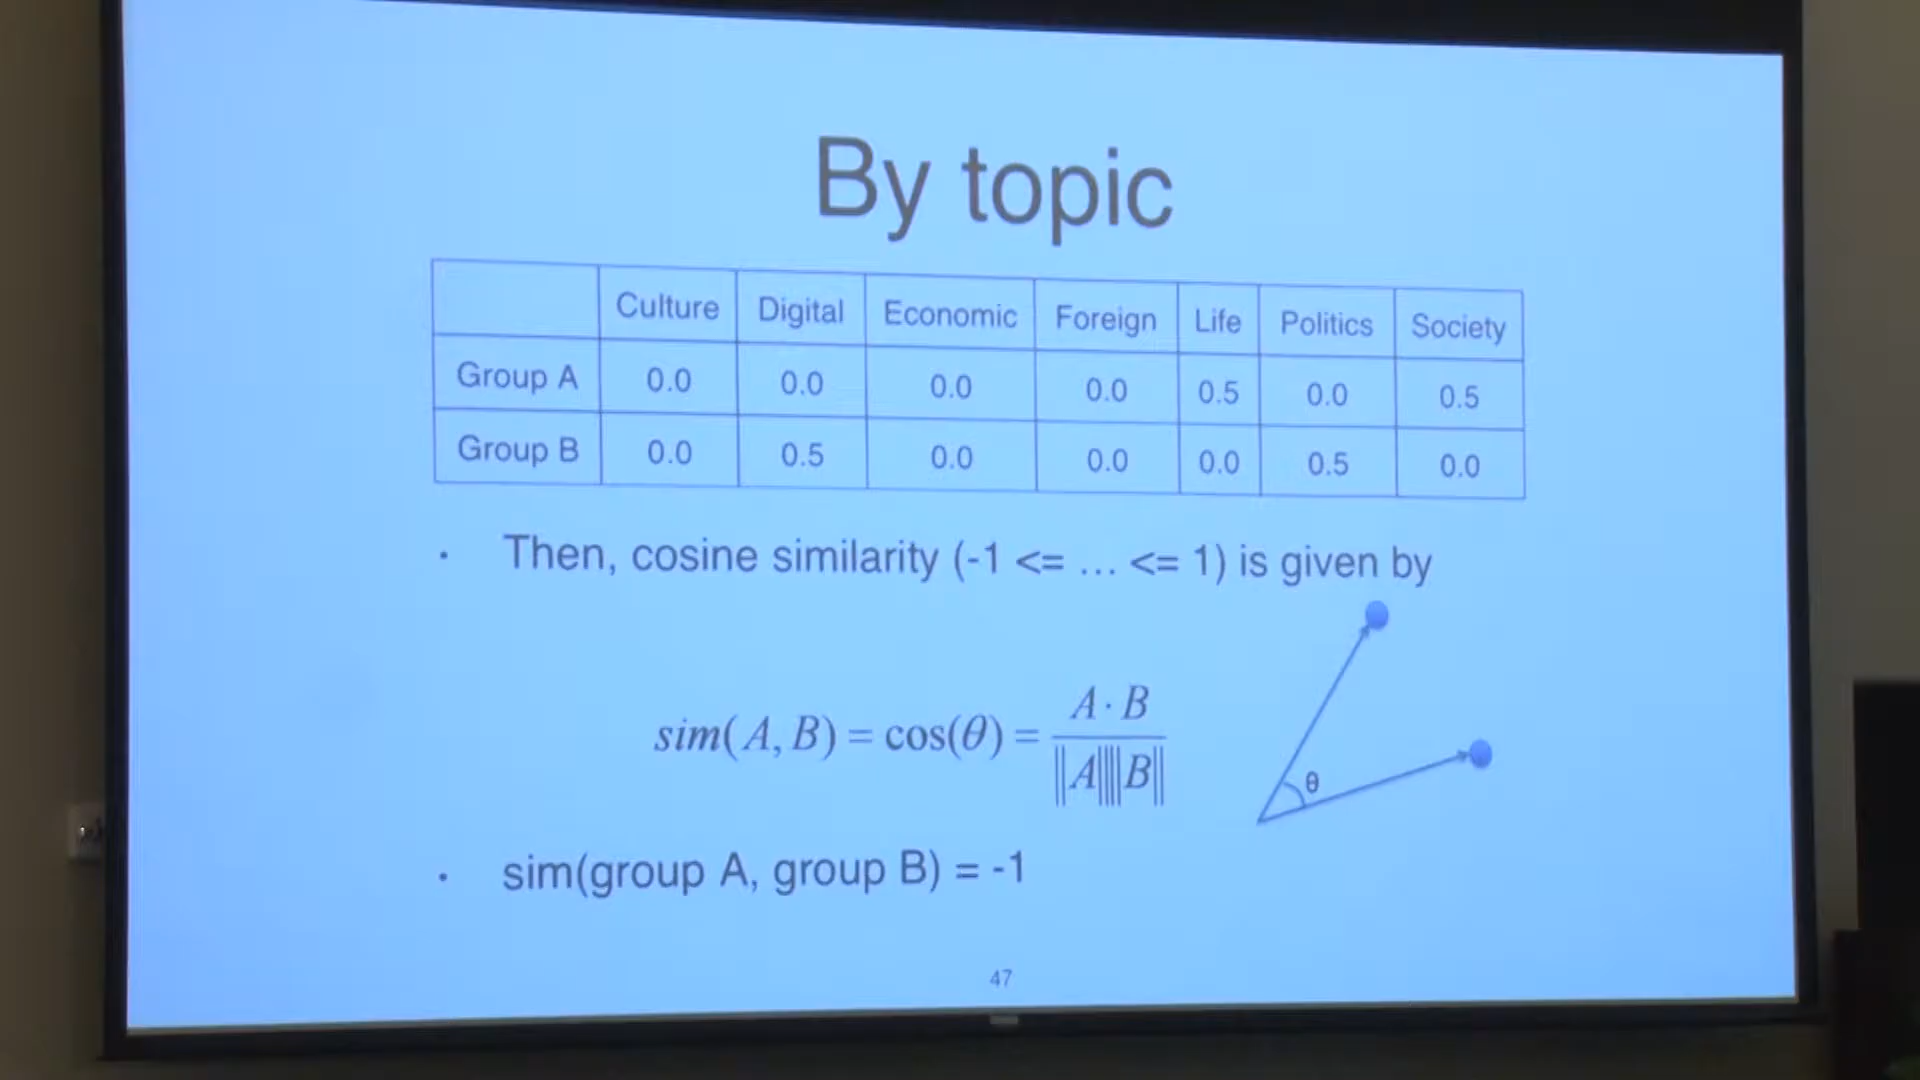 By topic
Culture Digital Economic Foreign Life Politics Society
Group A 0.0 0.0 0.0 0.0 0.5 0.0 0.5
Group B 0.0 0.5 0.0 0.0 0.0 0.5 0.0
· Then, cosine similarity (-1 <= ... <= 1) is given by
sim(A, B) = cos(θ) = A · B / ||A||||B||
θ
· sim(group A, group B) = -1
47